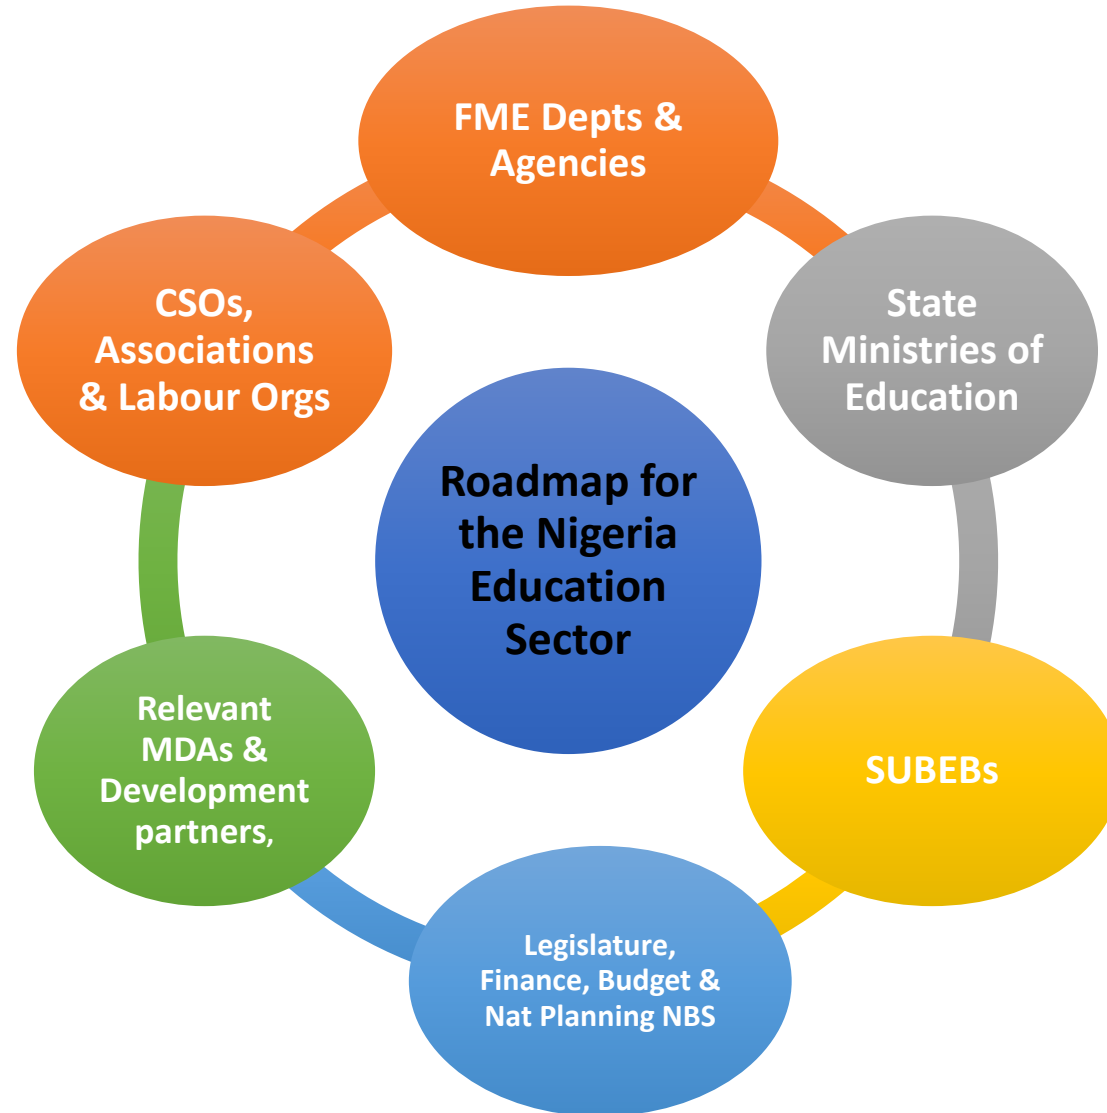 FME Depts &
Agencies
State
Ministries of
Education
SUBEBs
Legislature,
Finance, Budget &
Nat Planning NBS
Relevant
MDAs &
Development
partners,
CSOs,
Associations
& Labour Orgs
Roadmap for
the Nigeria
Education
Sector